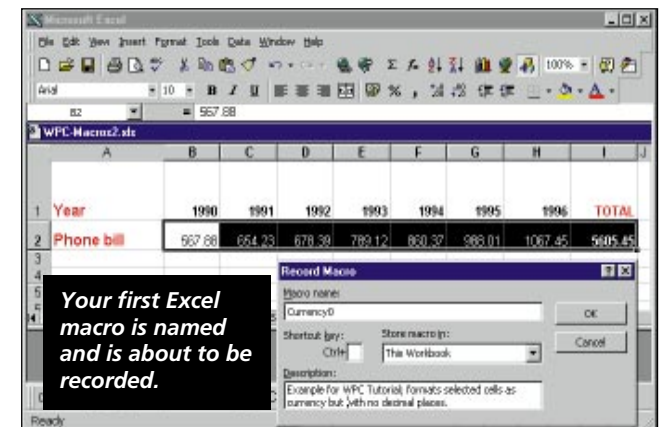 Microsoft Excel
File Edit View Insert Format Tools Data Window Help
100%
Arial 10 B I U % ,
B2 = 567.88
WPC-Macros2.xls
A B C D E F G H I J
1 Year 1990 1991 1992 1993 1994 1995 1996 TOTAL
2 Phone bill 567.88 654.23 678.39 789.12 860.37 988.01 1067.45 5605.45
3
4
5
Record Macro
Macro name:
Currency0
OK
Shortcut key: Store macro in:
Ctrl+ This Workbook
Cancel
Description:
Example for WPC Tutorial; formats selected cells as
currency but with no decimal places.
Your first Excel
macro is named
and is about to be
recorded.
Ready